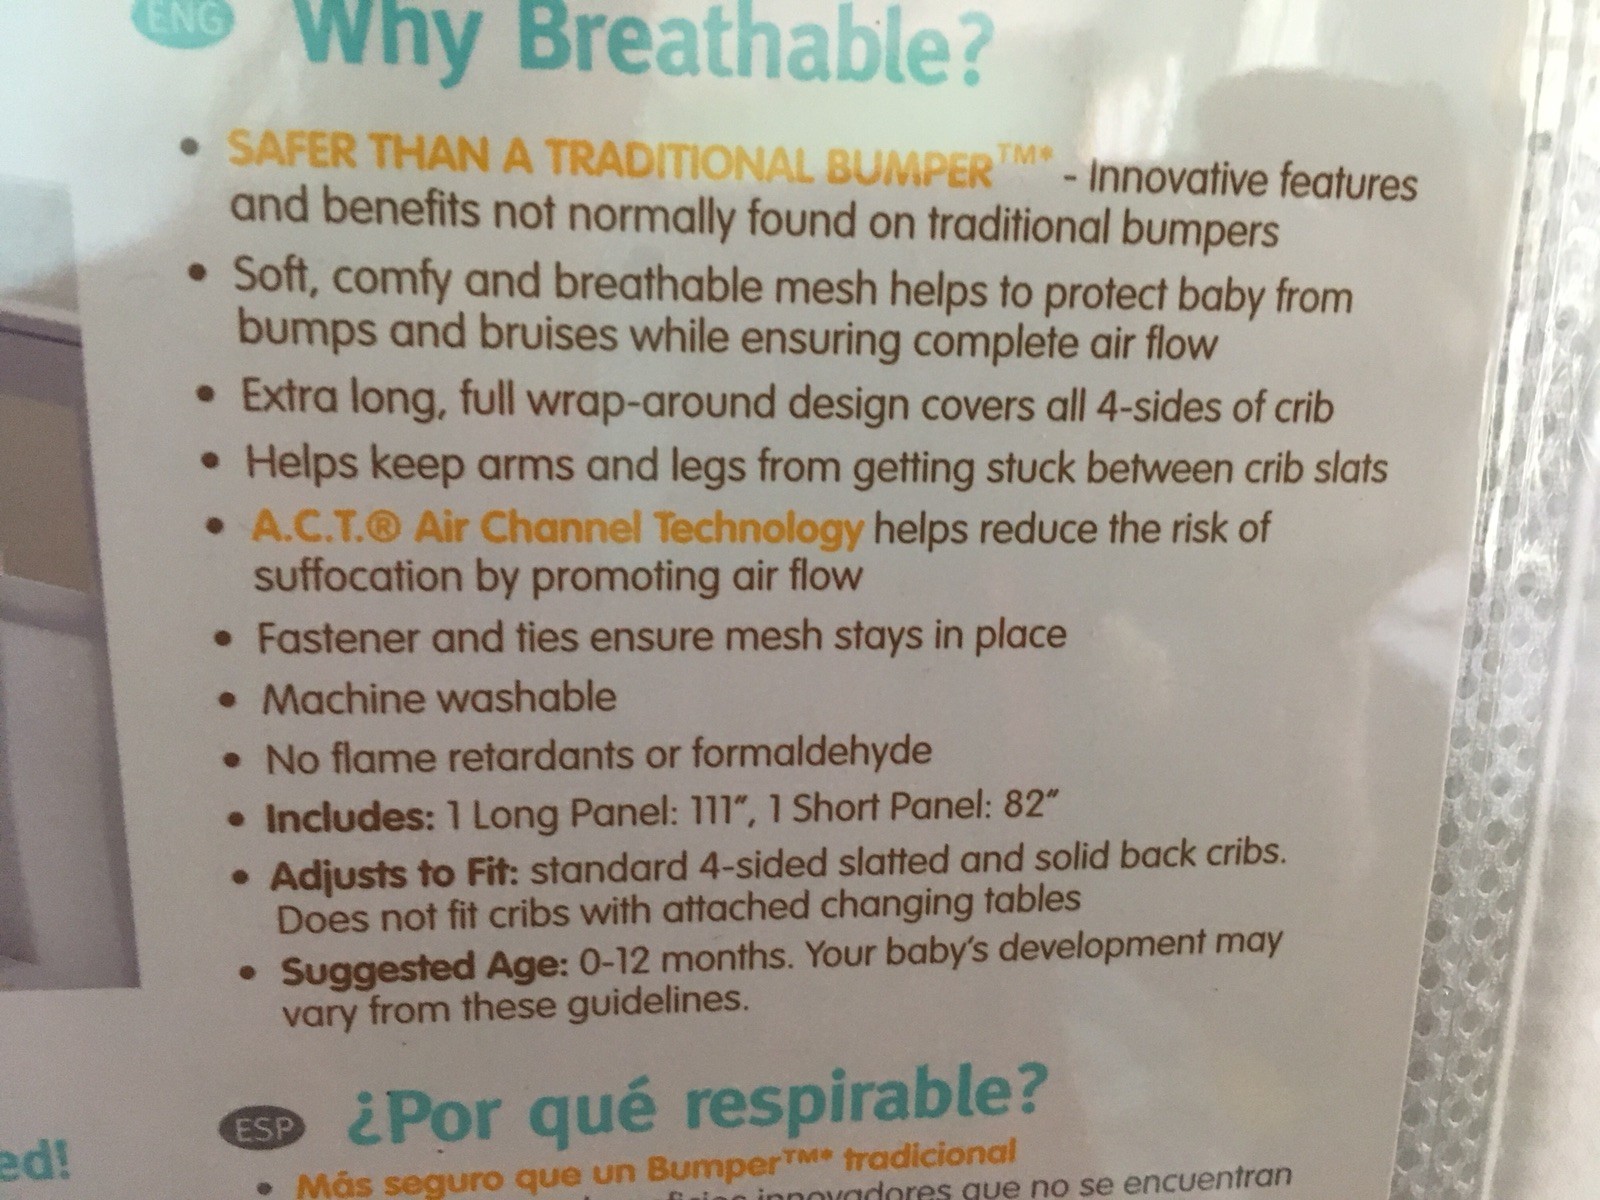 ENG Why Breathable?
• SAFER THAN A TRADITIONAL BUMPER™* - Innovative features
and benefits not normally found on traditional bumpers
• Soft, comfy and breathable mesh helps to protect baby from
bumps and bruises while ensuring complete air flow
• Extra long, full wrap-around design covers all 4-sides of crib
• Helps keep arms and legs from getting stuck between crib slats
• A.C.T.® Air Channel Technology helps reduce the risk of
suffocation by promoting air flow
• Fastener and ties ensure mesh stays in place
• Machine washable
• No flame retardants or formaldehyde
• Includes: 1 Long Panel: 111″, 1 Short Panel: 82″
• Adjusts to Fit: standard 4-sided slatted and solid back cribs.
Does not fit cribs with attached changing tables
• Suggested Age: 0-12 months. Your baby's development may
vary from these guidelines.
ESP ¿Por qué respirable?
ed!
• Más seguro que un Bumper™* tradicional
innovadores que no se encuentran